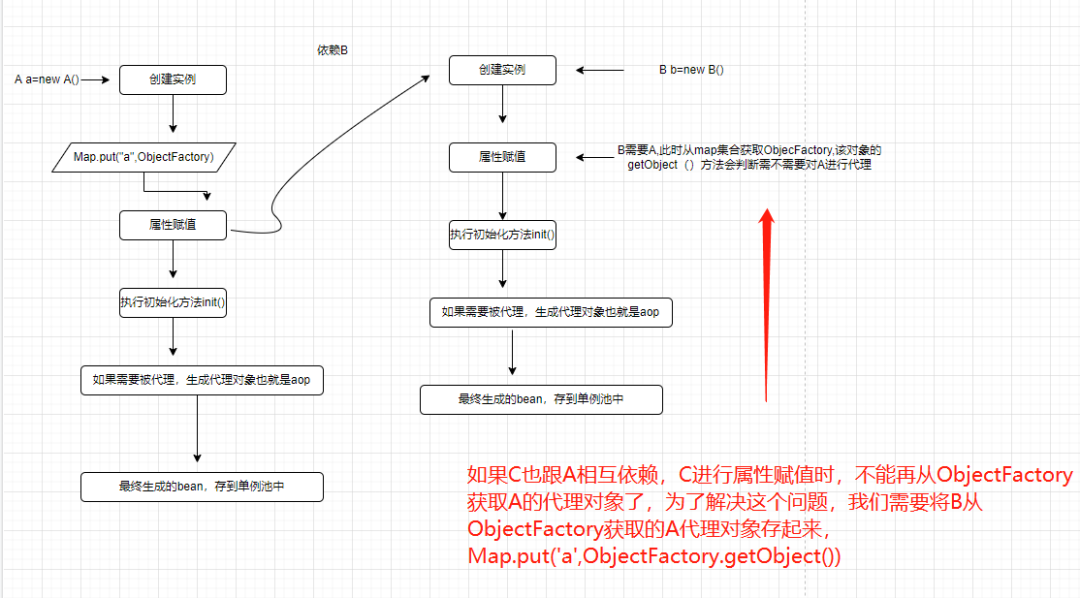 依赖B
A a=new A()
创建实例
Map.put("a",ObjectFactory)
属性赋值
执行初始化方法init()
如果需要被代理，生成代理对象也就是aop
最终生成的bean，存到单例池中
创建实例
B b=new B()
属性赋值
B需要A,此时从map集合获取ObjecFactory,该对象的
getObject（）方法会判断需不需要对A进行代理
执行初始化方法init()
如果需要被代理，生成代理对象也就是aop
最终生成的bean，存到单例池中
如果C也跟A相互依赖，C进行属性赋值时，不能再从ObjectFactory
获取A的代理对象了，为了解决这个问题，我们需要将B从
ObjectFactory获取的A代理对象存起来，
Map.put('a',ObjectFactory.getObject())